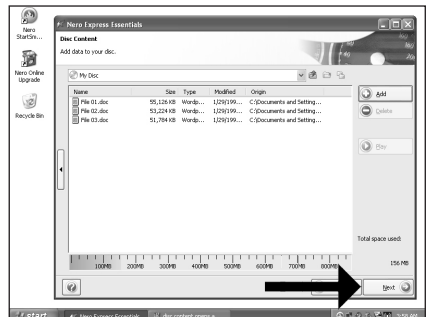 Nero
StartSm...
Nero Online
Upgrade
Recycle Bin
Nero Express Essentials
Disc Content
Add data to your disc.
My Disc
Name Size Type Modified Origin
File 01.doc 55,126 KB Wordp... 1/29/199... C:\Documents and Setting...
File 02.doc 53,224 KB Wordp... 1/29/199... C:\Documents and Setting...
File 03.doc 51,784 KB Wordp... 1/29/199... C:\Documents and Setting...
Add
Delete
Play
Total space used:
156 MB
100MB 200MB 300MB 400MB 500MB 600MB 700MB 800MB
Next
start
Nero Express Essentials
disc content opens